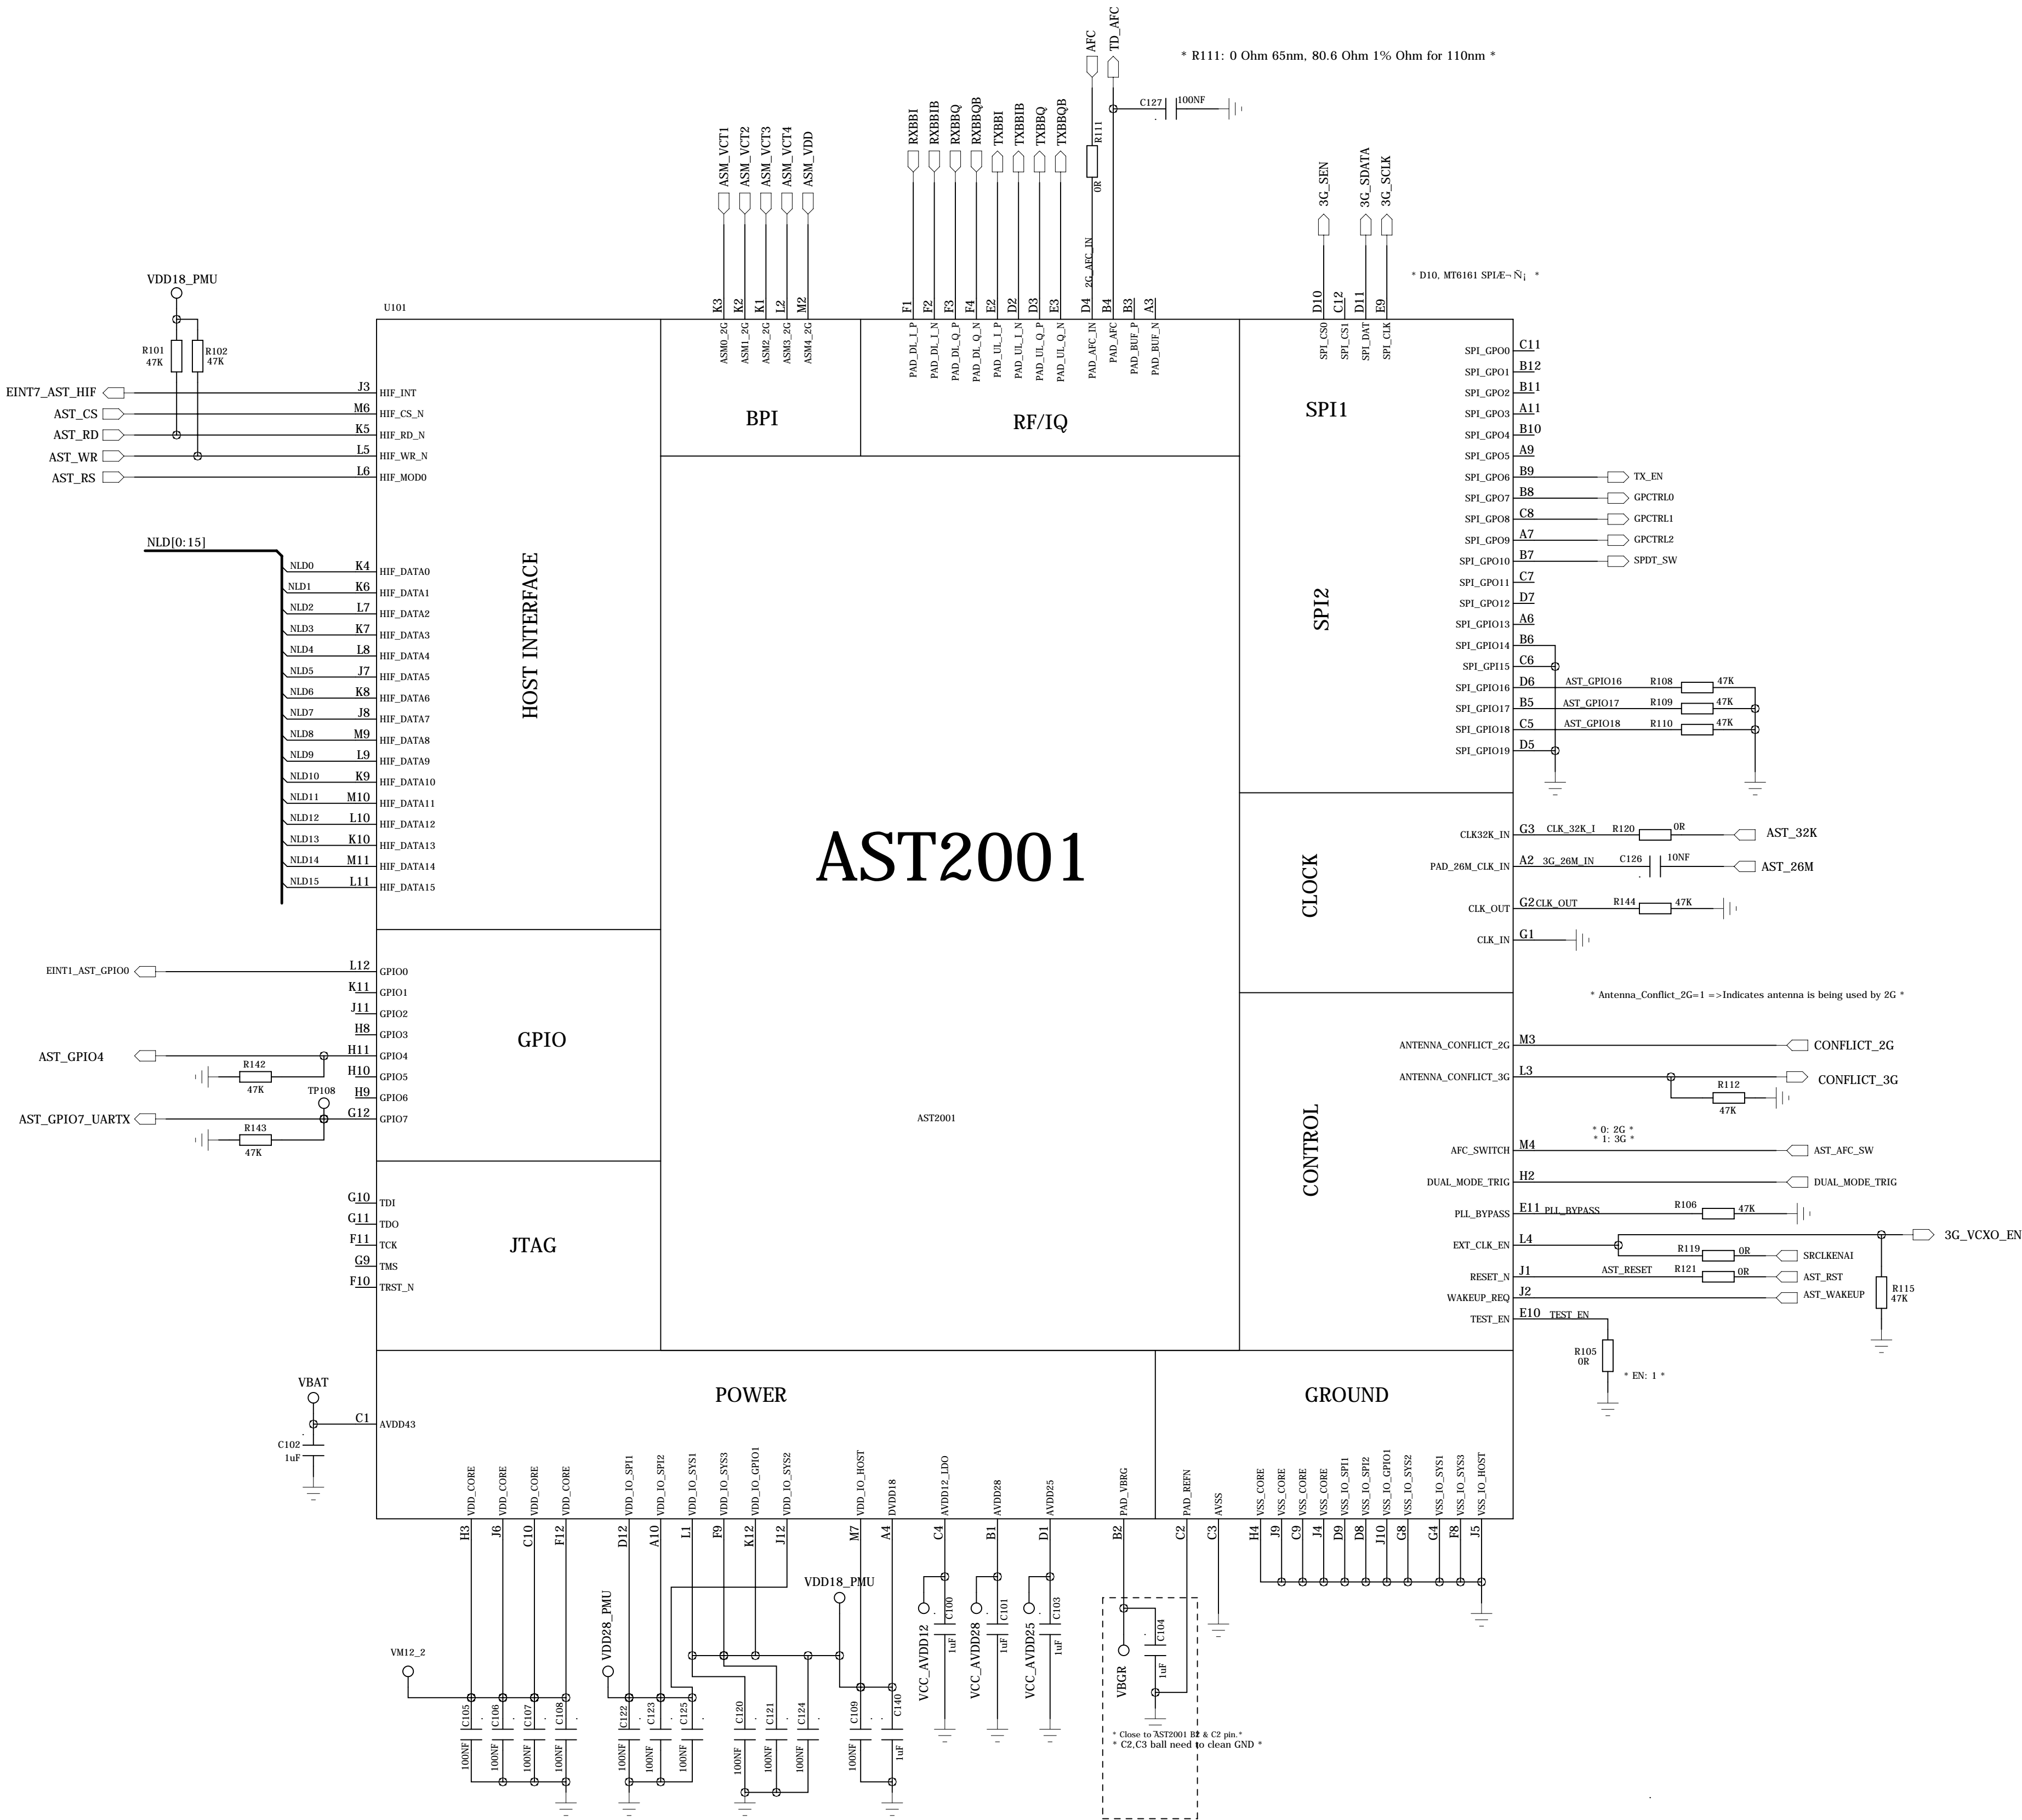 AFC
TD_AFC
* R111: 0 Ohm 65nm, 80.6 Ohm 1% Ohm for 110nm *
C127
100NF
R111
0R
2G_AFC_IN
ASM_VCT1
ASM_VCT2
ASM_VCT3
ASM_VCT4
ASM_VDD
RXBBI
RXBBIB
RXBBQ
RXBBQB
TXBBI
TXBBIB
TXBBQ
TXBBQB
3G_SEN
3G_SDATA
3G_SCLK
VDD18_PMU
U101
K3
K2
K1
L2
M2
F1
F2
F3
F4
E2
D2
D3
E3
D4
B4
B3
A3
D10
C12
D11
E9
ASM0_2G
ASM1_2G
ASM2_2G
ASM3_2G
ASM4_2G
PAD_DL_I_P
PAD_DL_I_N
PAD_DL_Q_P
PAD_DL_Q_N
PAD_UL_I_P
PAD_UL_I_N
PAD_UL_Q_P
PAD_UL_Q_N
PAD_AFC_IN
PAD_AFC
PAD_BUF_P
PAD_BUF_N
SPI_CS0
SPI_CS1
SPI_DAT
SPI_CLK
* D10, MT6161 SPIÆ¬Ñ¡ *
R101
47K
R102
47K
EINT7_AST_HIF J3 HIF_INT
AST_CS M6 HIF_CS_N
AST_RD K5 HIF_RD_N
AST_WR L5 HIF_WR_N
AST_RS L6 HIF_MOD0
BPI
RF/IQ
SPI1
SPI2
SPI_GPO0 C11
SPI_GPO1 B12
SPI_GPO2 B11
SPI_GPO3 A11
SPI_GPO4 B10
SPI_GPO5 A9
SPI_GPO6 B9 TX_EN
SPI_GPO7 B8 GPCTRL0
SPI_GPO8 C8 GPCTRL1
SPI_GPO9 A7 GPCTRL2
SPI_GPO10 B7 SPDT_SW
SPI_GPO11 C7
SPI_GPO12 D7
SPI_GPIO13 A6
SPI_GPIO14 B6
SPI_GPI15 C6
SPI_GPIO16 D6 AST_GPIO16 R108 47K
SPI_GPIO17 B5 AST_GPIO17 R109 47K
SPI_GPIO18 C5 AST_GPIO18 R110 47K
SPI_GPIO19 D5
NLD[0:15]
HOST INTERFACE
NLD0 K4 HIF_DATA0
NLD1 K6 HIF_DATA1
NLD2 L7 HIF_DATA2
NLD3 K7 HIF_DATA3
NLD4 L8 HIF_DATA4
NLD5 J7 HIF_DATA5
NLD6 K8 HIF_DATA6
NLD7 J8 HIF_DATA7
NLD8 M9 HIF_DATA8
NLD9 L9 HIF_DATA9
NLD10 K9 HIF_DATA10
NLD11 M10 HIF_DATA11
NLD12 L10 HIF_DATA12
NLD13 K10 HIF_DATA13
NLD14 M11 HIF_DATA14
NLD15 L11 HIF_DATA15
AST2001
CLOCK
CLK32K_IN G3 CLK_32K_I R120 0R AST_32K
PAD_26M_CLK_IN A2 3G_26M_IN C126 10NF AST_26M
CLK_OUT G2 CLK_OUT R144 47K
CLK_IN G1
EINT1_AST_GPIO0 L12 GPIO0
K11 GPIO1
J11 GPIO2
H8 GPIO3
AST_GPIO4 H11 GPIO4
R142
47K
H10 GPIO5
TP108
H9 GPIO6
AST_GPIO7_UARTX G12 GPIO7
R143
47K
GPIO
AST2001
* Antenna_Conflict_2G=1 =>Indicates antenna is being used by 2G *
CONTROL
ANTENNA_CONFLICT_2G M3 CONFLICT_2G
ANTENNA_CONFLICT_3G L3 CONFLICT_3G
R112
47K
* 0: 2G *
* 1: 3G *
AFC_SWITCH M4 AST_AFC_SW
DUAL_MODE_TRIG H2 DUAL_MODE_TRIG
PLL_BYPASS E11 PLL_BYPASS R106 47K
EXT_CLK_EN L4 3G_VCXO_EN
R119 0R SRCLKENAI
RESET_N J1 AST_RESET R121 0R AST_RST
WAKEUP_REQ J2 AST_WAKEUP
R115
47K
TEST_EN E10 TEST_EN
R105
0R
* EN: 1 *
JTAG
G10 TDI
G11 TDO
F11 TCK
G9 TMS
F10 TRST_N
POWER
GROUND
VBAT
C1 AVDD43
C102
1uF
VDD_CORE
VDD_CORE
VDD_CORE
VDD_CORE
VDD_IO_SPI1
VDD_IO_SPI2
VDD_IO_SYS1
VDD_IO_SYS3
VDD_IO_GPIO1
VDD_IO_SYS2
VDD_IO_HOST
DVDD18
AVDD12_LDO
AVDD28
AVDD25
PAD_VBRG
PAD_REFN
AVSS
VSS_CORE
VSS_CORE
VSS_CORE
VSS_CORE
VSS_IO_SPI1
VSS_IO_SPI2
VSS_IO_GPIO1
VSS_IO_SYS2
VSS_IO_SYS1
VSS_IO_SYS3
VSS_IO_HOST
H3
J6
C10
F12
D12
A10
L1
F9
K12
J12
M7
A4
C4
B1
D1
B2
C2
C3
H4
J9
C9
J4
D9
D8
J10
G8
G4
F8
J5
VM12_2
VDD28_PMU
VDD18_PMU
VCC_AVDD12
C100
1uF
VCC_AVDD28
C101
1uF
VCC_AVDD25
C103
1uF
VBGR
C104
1uF
C105
100NF
C106
100NF
C107
100NF
C108
100NF
C122
100NF
C123
100NF
C125
100NF
C120
100NF
C121
100NF
C124
100NF
C109
100NF
C140
1uF
* Close to AST2001 B2 & C2 pin.*
* C2,C3 ball need to clean GND *